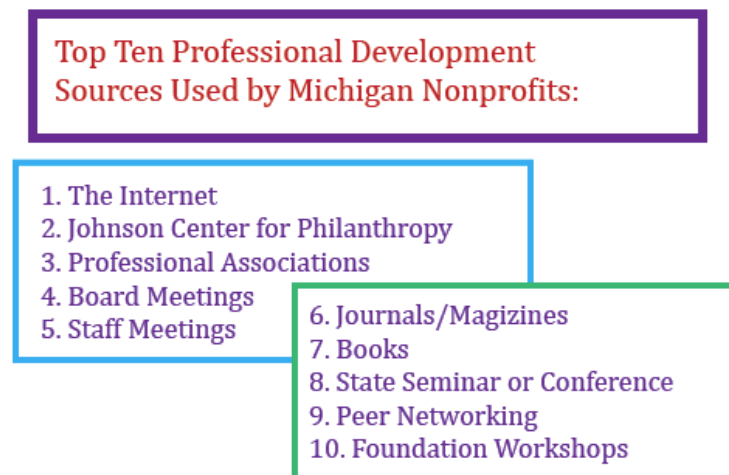 Top Ten Professional Development
Sources Used by Michigan Nonprofits:
1. The Internet
2. Johnson Center for Philanthropy
3. Professional Associations
4. Board Meetings
5. Staff Meetings
6. Journals/Magizines
7. Books
8. State Seminar or Conference
9. Peer Networking
10. Foundation Workshops